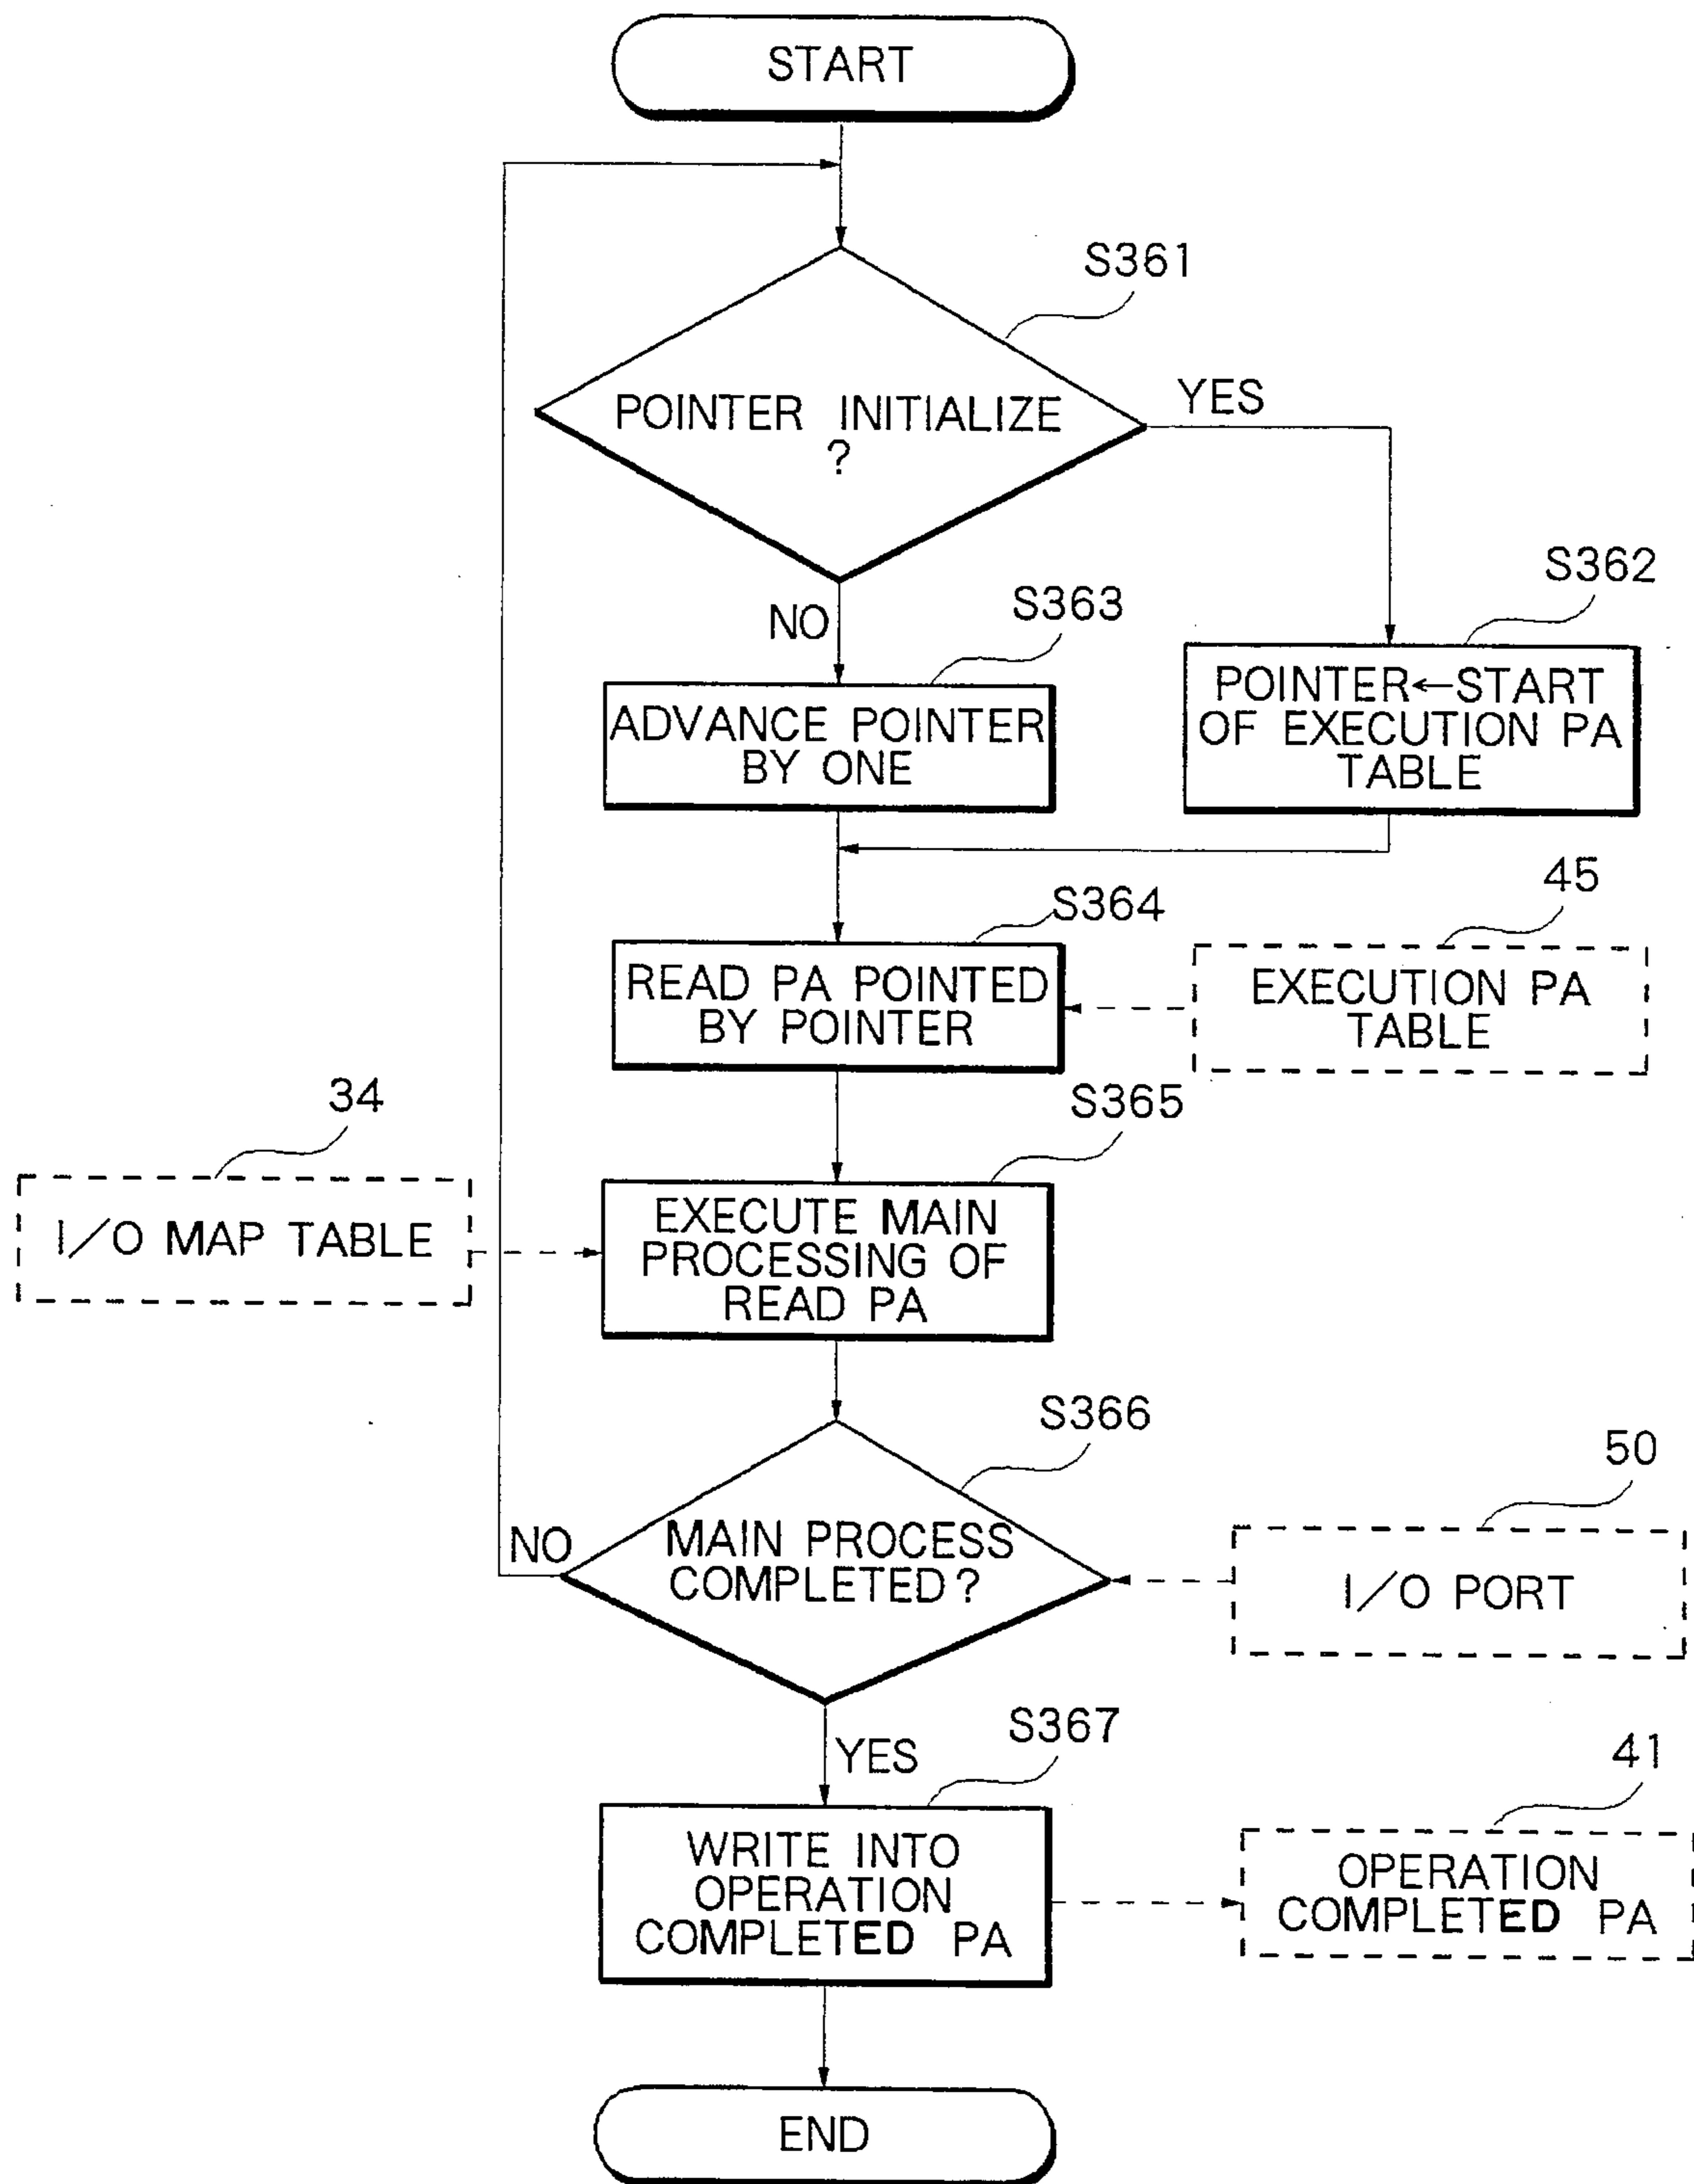 START
S361
POINTER INITIALIZE
?
YES
NO
S363
S362
ADVANCE POINTER
BY ONE
POINTER←START
OF EXECUTION PA
TABLE
S364
45
READ PA POINTED
BY POINTER
EXECUTION PA
TABLE
34
S365
I/O MAP TABLE
EXECUTE MAIN
PROCESSING OF
READ PA
S366
50
NO
MAIN PROCESS
COMPLETED?
I/O PORT
YES
S367
41
WRITE INTO
OPERATION
COMPLETED PA
OPERATION
COMPLETED PA
END